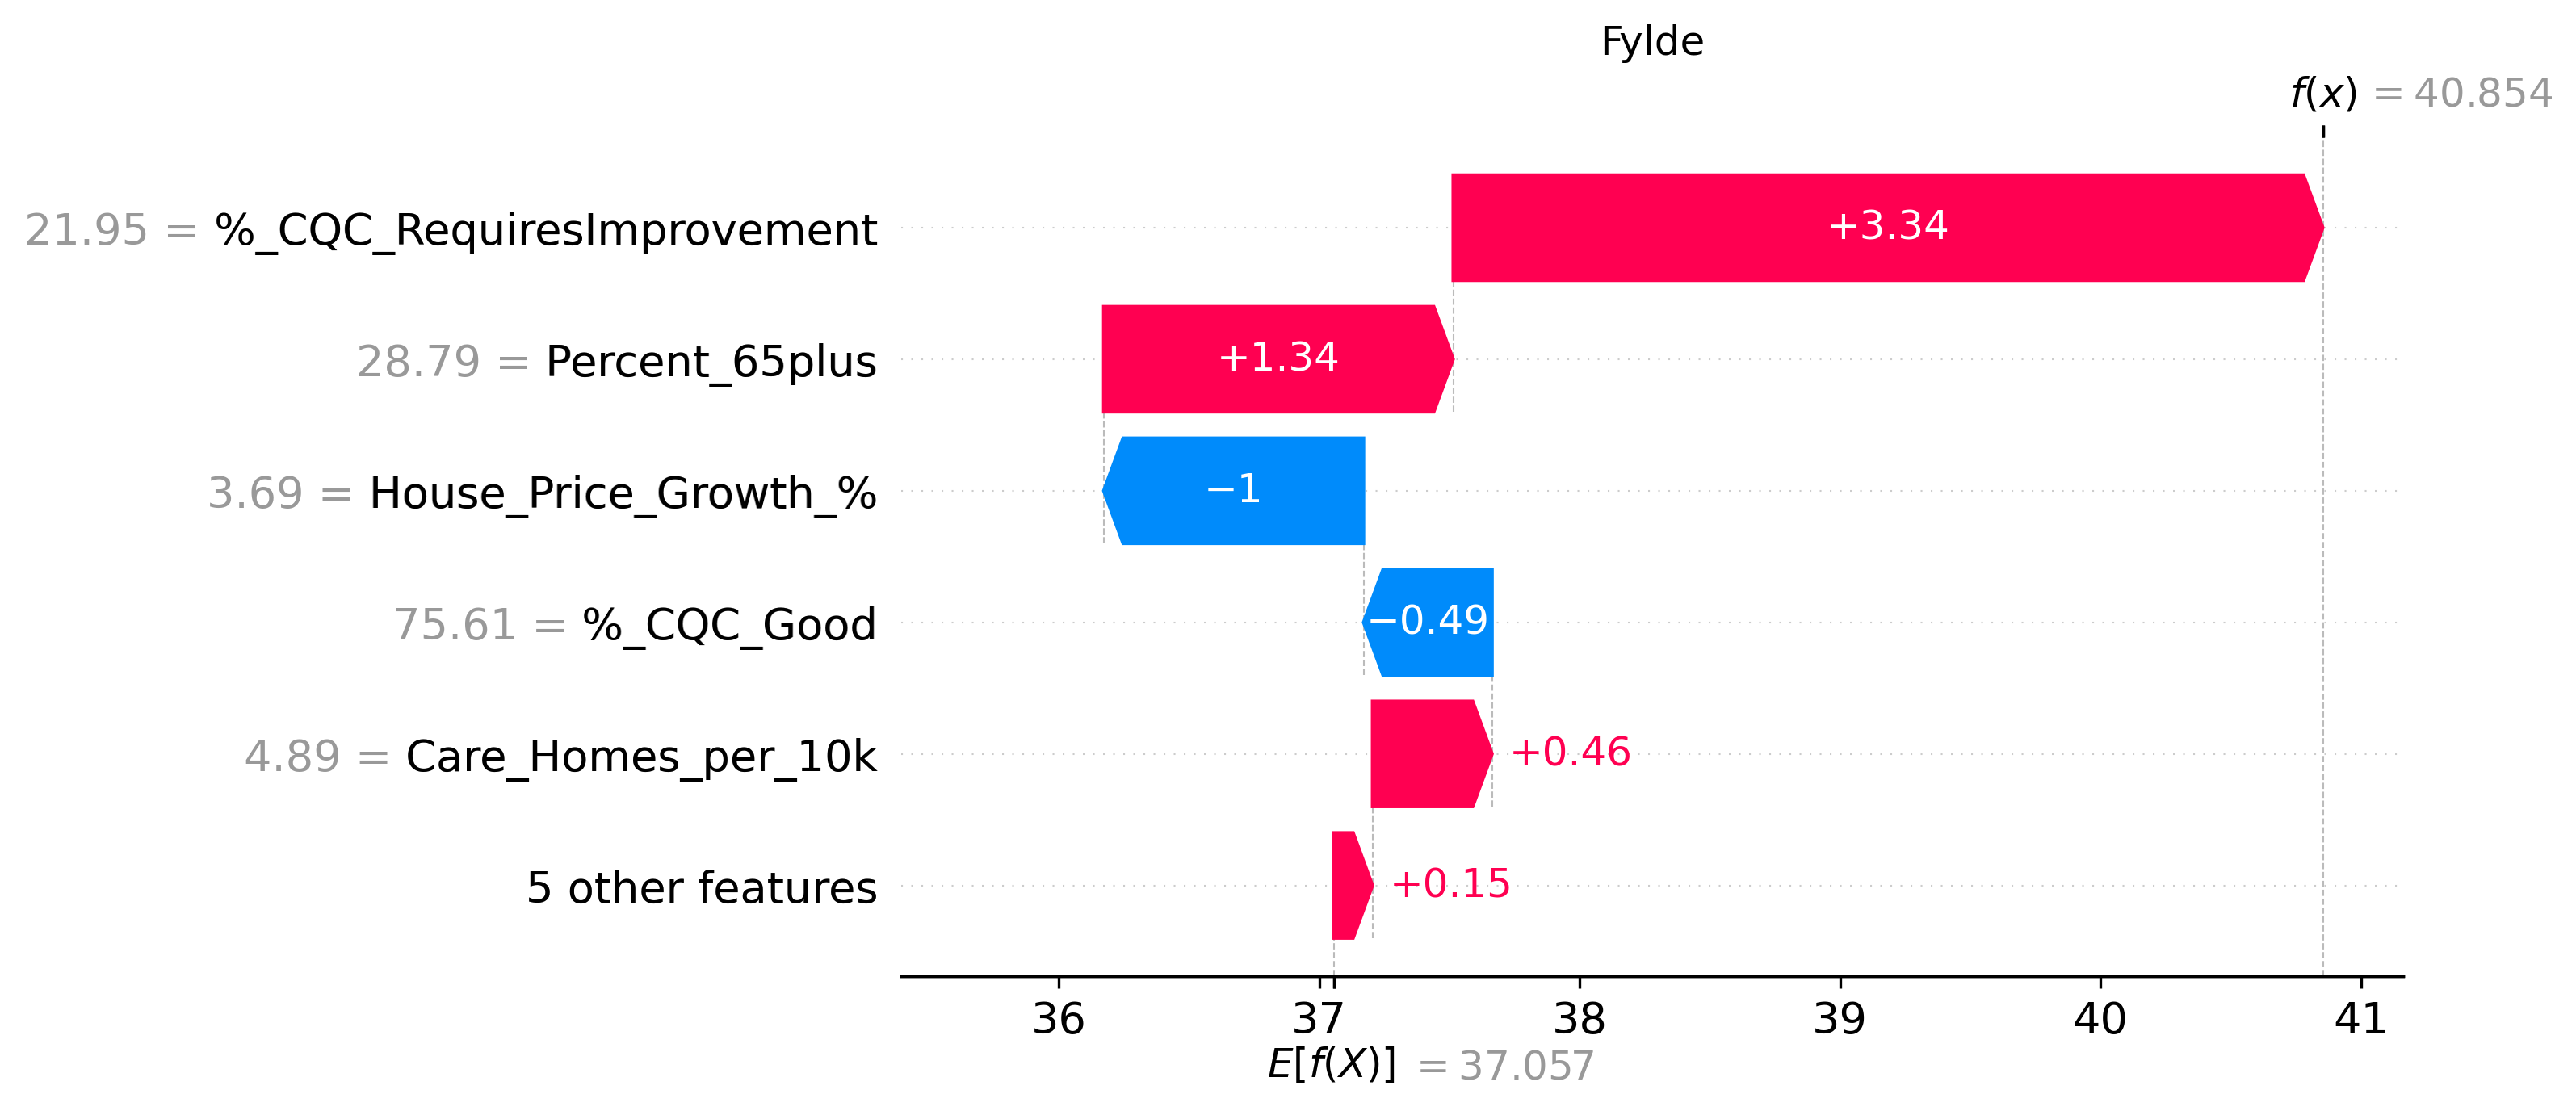 Fylde
f(x) = 40.854
21.95 = %_CQC_RequiresImprovement
+3.34
28.79 = Percent_65plus
+1.34
3.69 = House_Price_Growth_%
−1
75.61 = %_CQC_Good
−0.49
4.89 = Care_Homes_per_10k
+0.46
5 other features
+0.15
36 37 38 39 40 41
E[f(X)] = 37.057